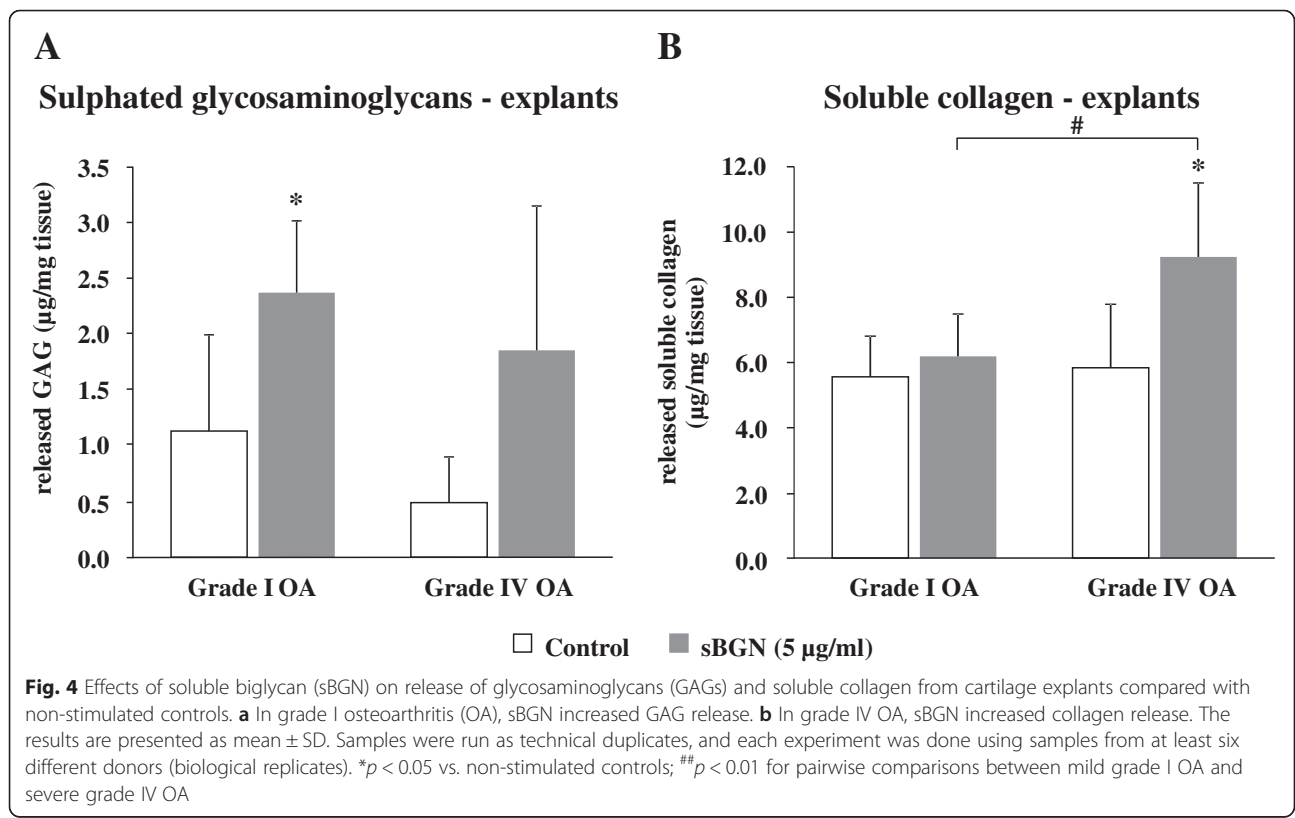 A
Sulphated glycosaminoglycans - explants
released GAG (µg/mg tissue)
3.5
3.0
2.5
2.0
1.5
1.0
0.5
0.0
*
Grade I OA
Grade IV OA
B
Soluble collagen - explants
#
*
released soluble collagen
(µg/mg tissue)
12.0
10.0
8.0
6.0
4.0
2.0
0.0
Grade I OA
Grade IV OA
Control
sBGN (5 µg/ml)
Fig. 4 Effects of soluble biglycan (sBGN) on release of glycosaminoglycans (GAGs) and soluble collagen from cartilage explants compared with
non-stimulated controls. a In grade I osteoarthritis (OA), sBGN increased GAG release. b In grade IV OA, sBGN increased collagen release. The
results are presented as mean ± SD. Samples were run as technical duplicates, and each experiment was done using samples from at least six
different donors (biological replicates). *p < 0.05 vs. non-stimulated controls; ##p < 0.01 for pairwise comparisons between mild grade I OA and
severe grade IV OA